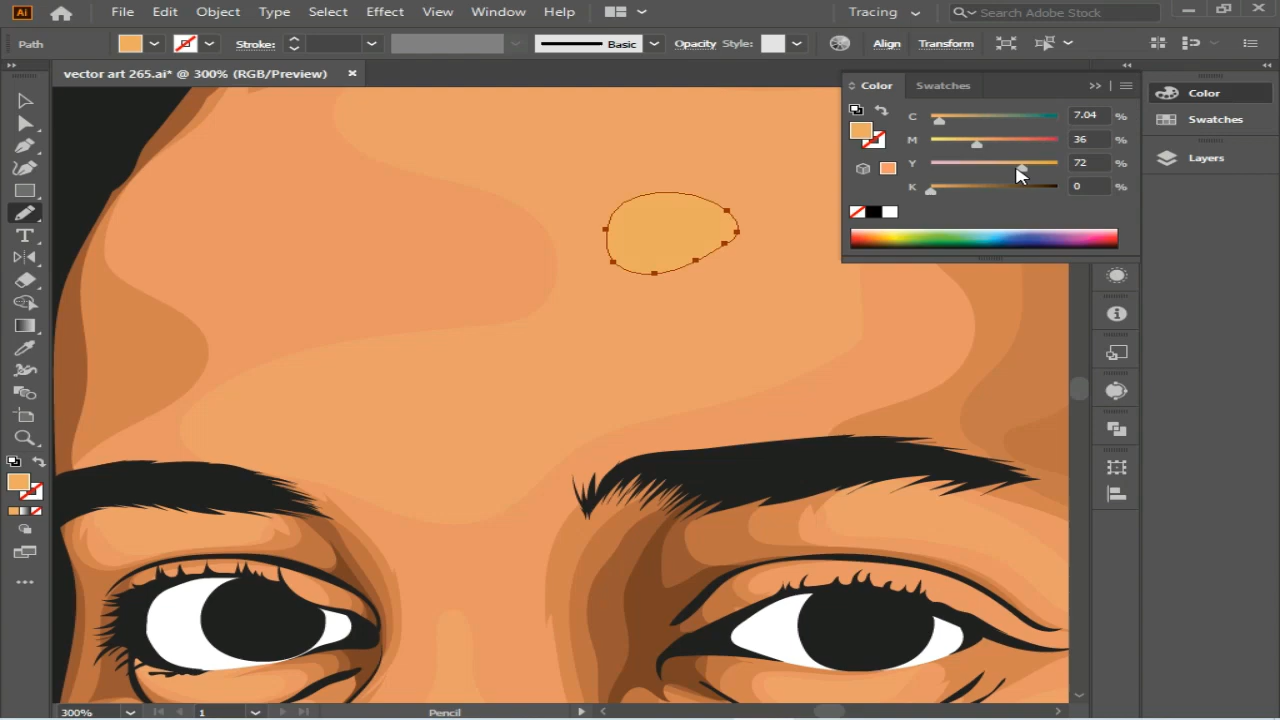 Ai File Edit Object Type Select Effect View Window Help Tracing Search Adobe Stock
Path Stroke: Basic Opacity Style: Align Transform
vector art 265.ai* @ 300% (RGB/Preview)
Color Swatches
C 7.04 %
M 36 %
Y 72 %
K 0 %
Color
Swatches
Layers
300% 1 Pencil